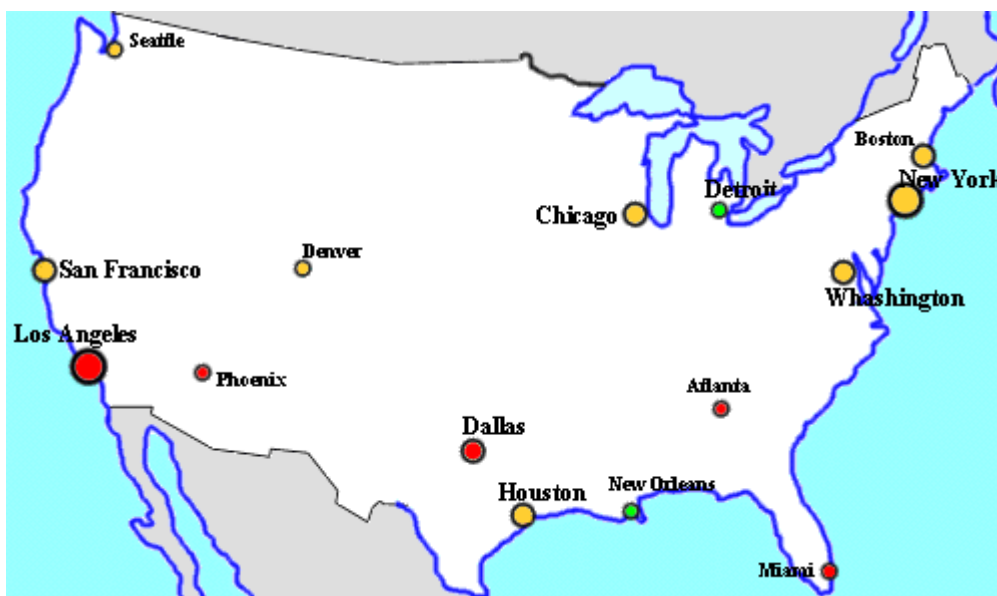 Seattle
Boston
New York
Detroit
Chicago
Denver
San Francisco
Whashington
Los Angeles
Phoenix
Atlanta
Dallas
New Orleans
Houston
Miami